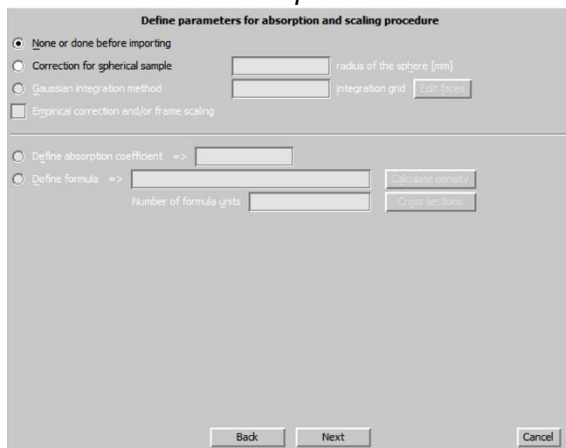 Define parameters for absorption and scaling procedure
None or done before importing
Correction for spherical sample radius of the sphere [mm]
Gaussian integration method integration grid Edit faces
Empirical correction and/or frame scaling
Define absorption coefficient =>
Define formula => Calculate density
Number of formula units Cross sections
Back Next Cancel